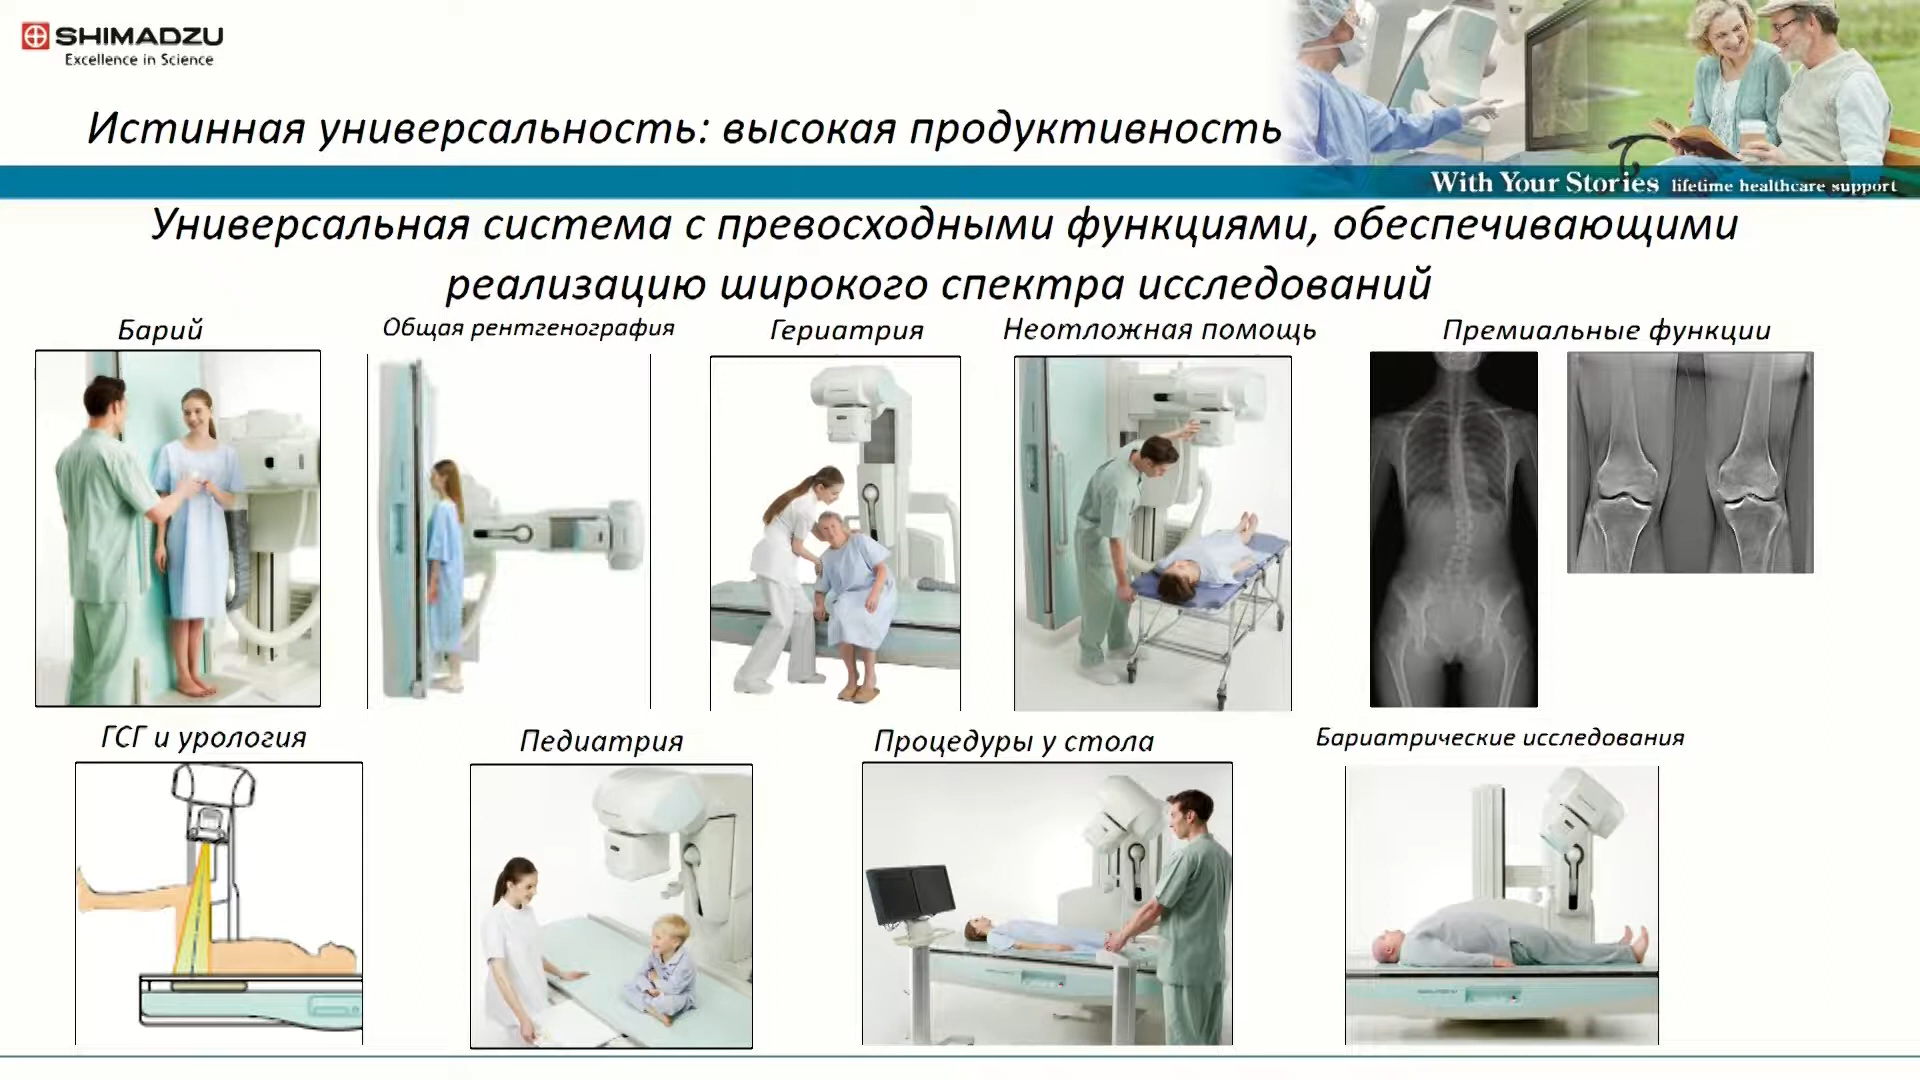 SHIMADZU
Excellence in Science
Истинная универсальность: высокая продуктивность
With Your Stories lifetime healthcare support
Универсальная система с превосходными функциями, обеспечивающими
реализацию широкого спектра исследований
Барий
Общая рентгенография
Гериатрия
Неотложная помощь
Премиальные функции
ГСГ и урология
Педиатрия
Процедуры у стола
Бариатрические исследования